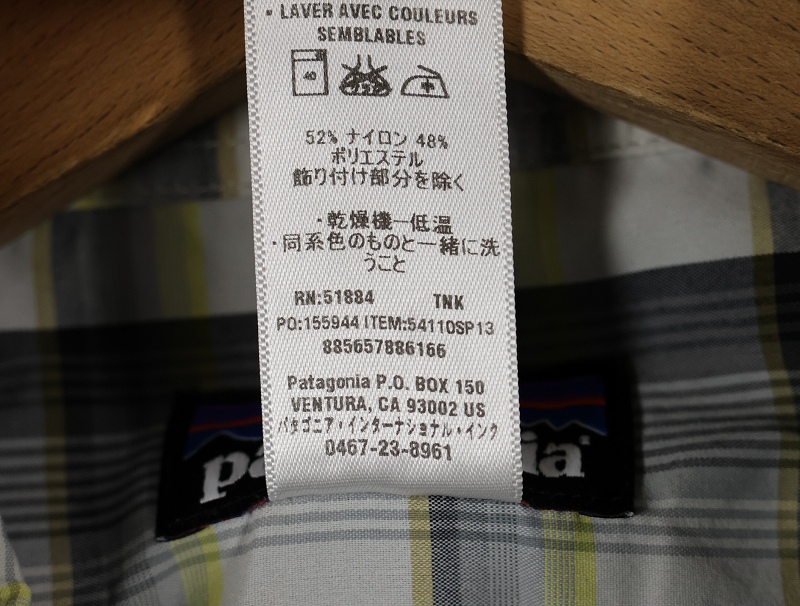 • LAVER AVEC COULEURS
SEMBLABLES
40
52% ナイロン 48%
ポリエステル
飾り付け部分を除く
・乾燥機一低温
・同系色のものと一緒に洗
うこと
RN:51884 TNK
PO:155944 ITEM:54110SP13
885657886166
Patagonia P.O. BOX 150
VENTURA, CA 93002 US
パタゴニア・インターナショナル・インク
0467-23-8961
pa
ia